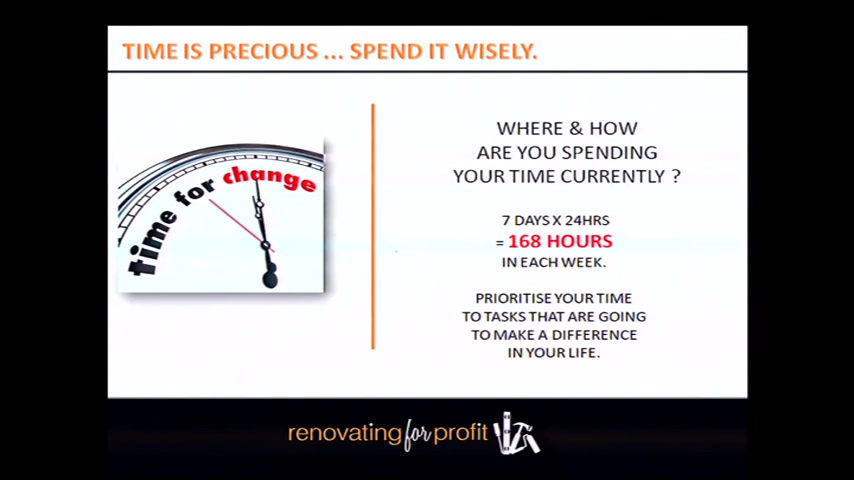 TIME IS PRECIOUS ... SPEND IT WISELY.
time for change
WHERE & HOW
ARE YOU SPENDING
YOUR TIME CURRENTLY ?
7 DAYS X 24HRS
= 168 HOURS
IN EACH WEEK.
PRIORITISE YOUR TIME
TO TASKS THAT ARE GOING
TO MAKE A DIFFERENCE
IN YOUR LIFE.
renovating for profit